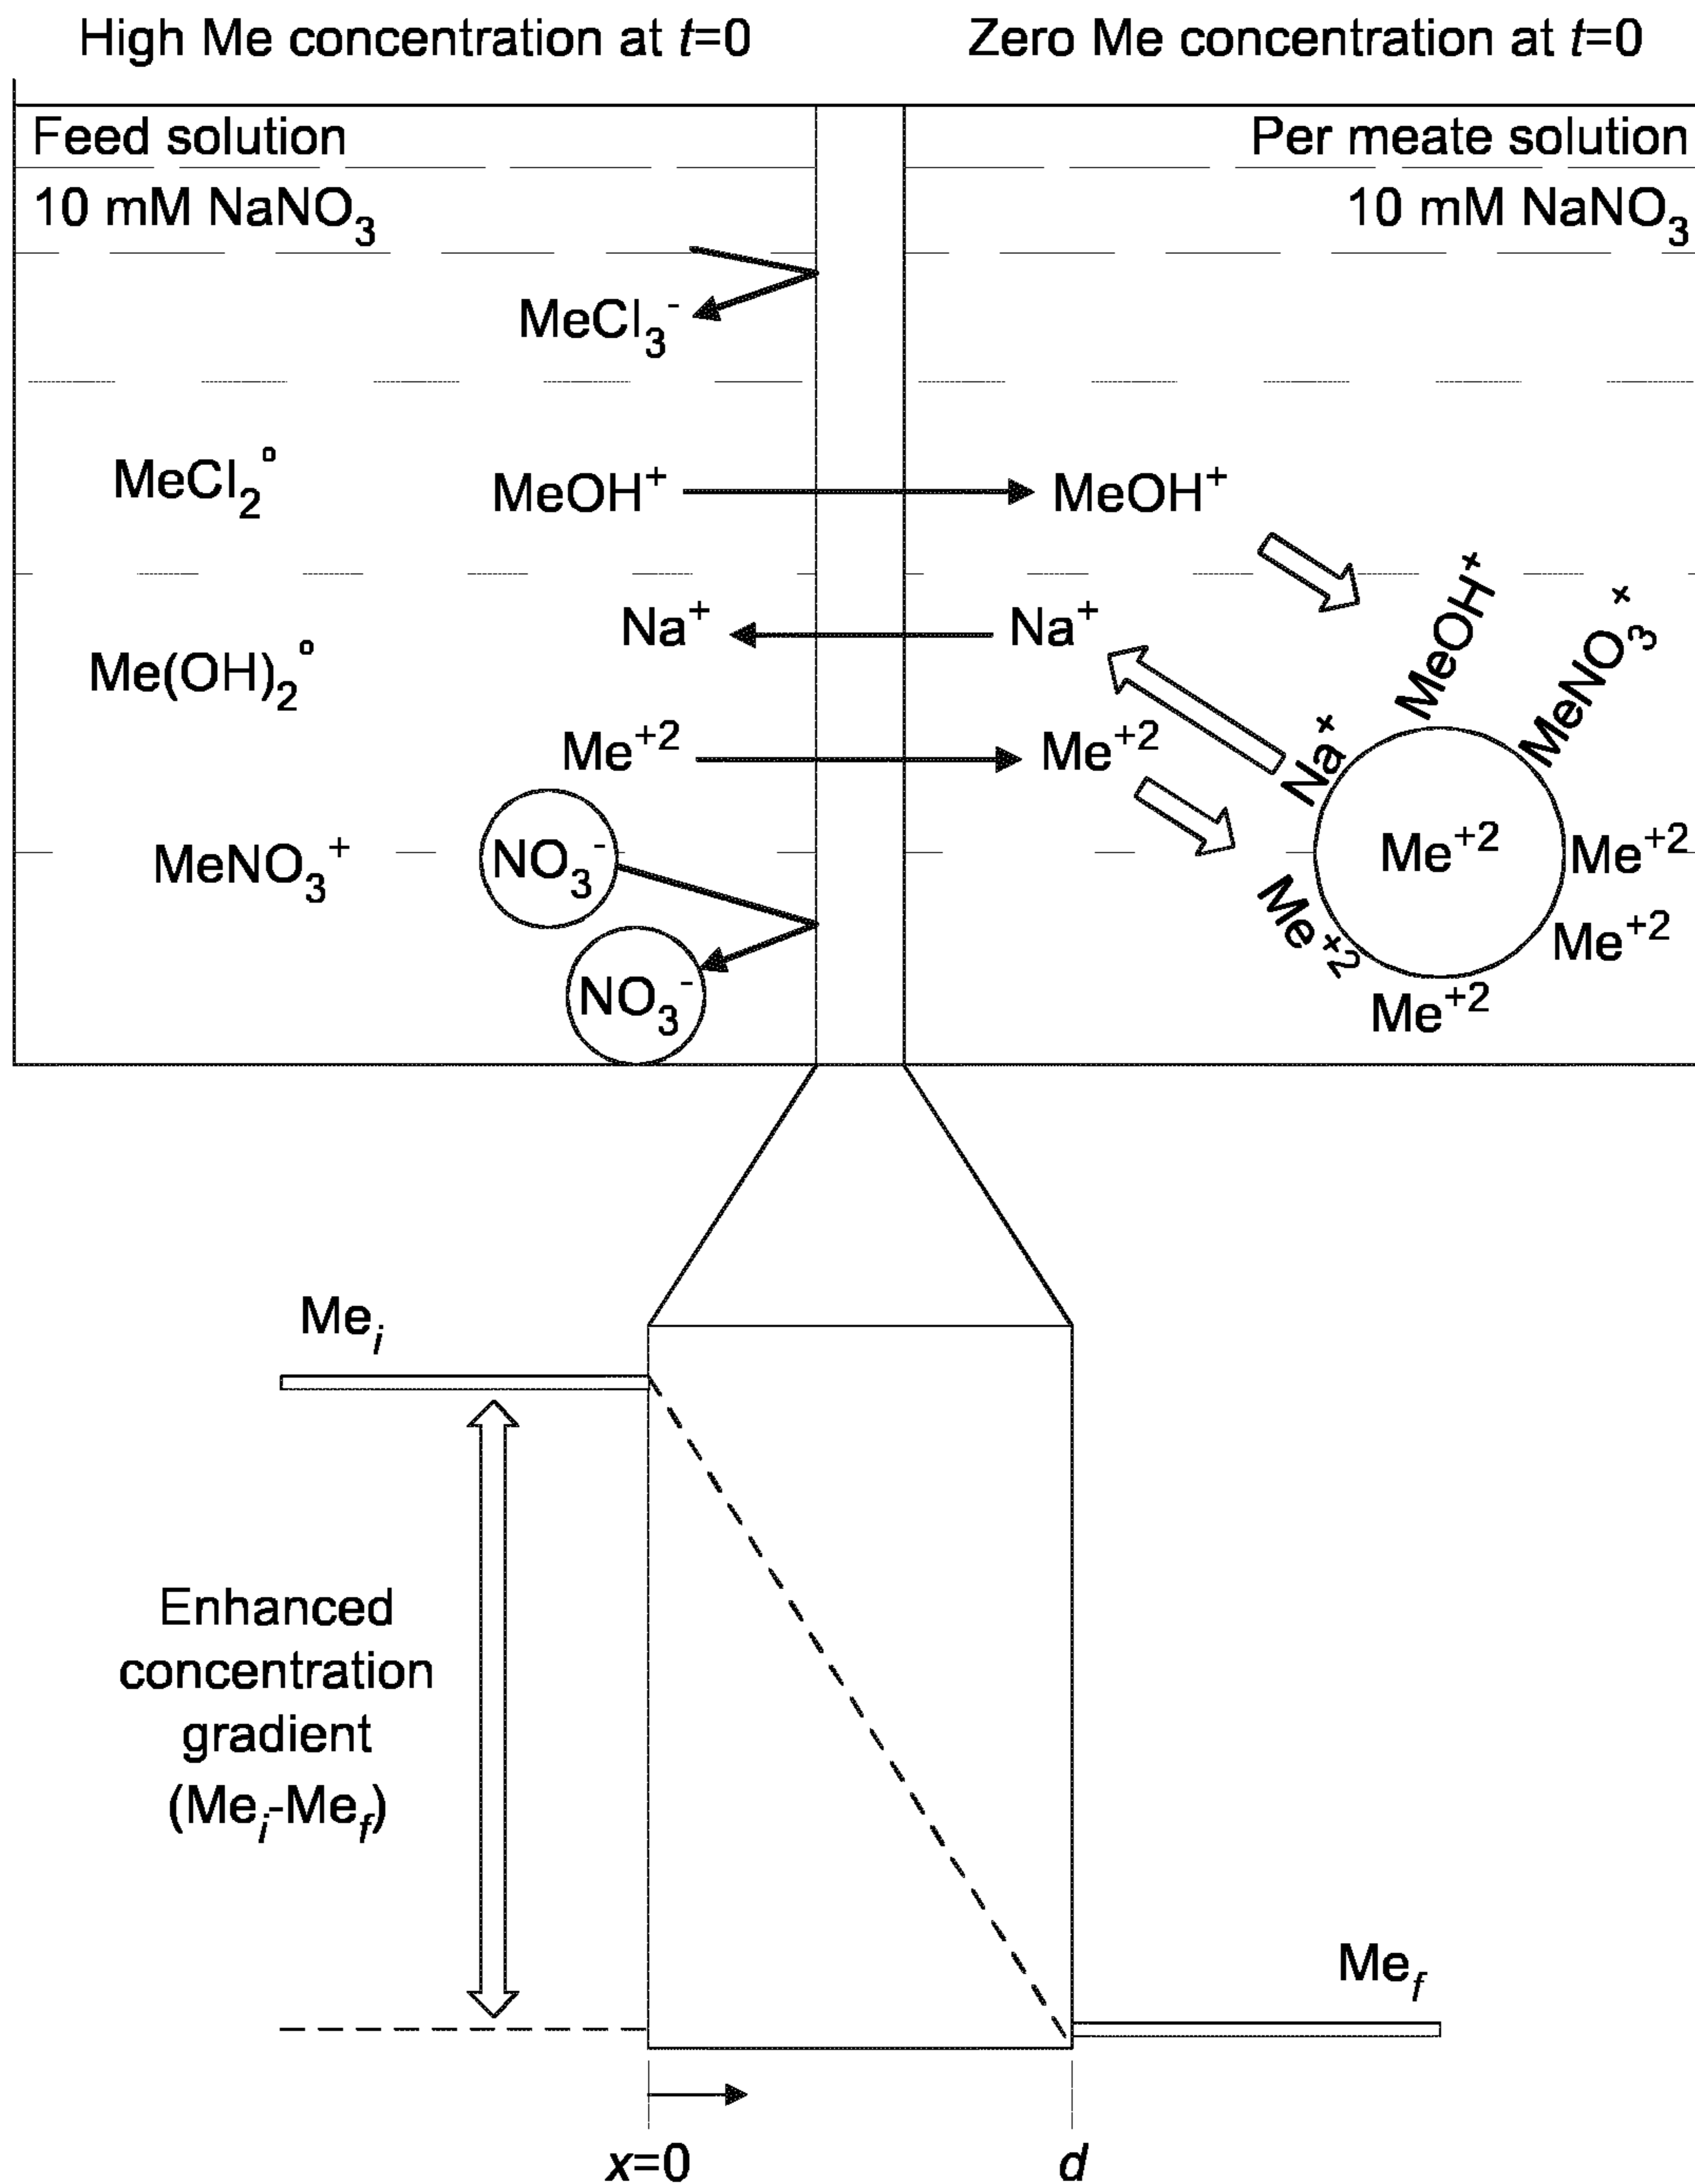 High Me concentration at t=0
Zero Me concentration at t=0
Feed solution
Per meate solution
10 mM NaNO₃
10 mM NaNO₃
MeCl₃⁻
MeCl₂°
MeOH⁺
MeOH⁺
Na⁺
Na⁺
Me(OH)₂°
MeOH⁺
MeNO₃⁺
Na⁺
Me⁺²
Me⁺²
MeNO₃⁺
NO₃⁻
Me⁺²
Me⁺²
Me⁺²
Me⁺²
NO₃⁻
Me⁺²
Meᵢ
Enhanced
concentration
gradient
(Meᵢ-Me_f)
Me_f
x=0
d